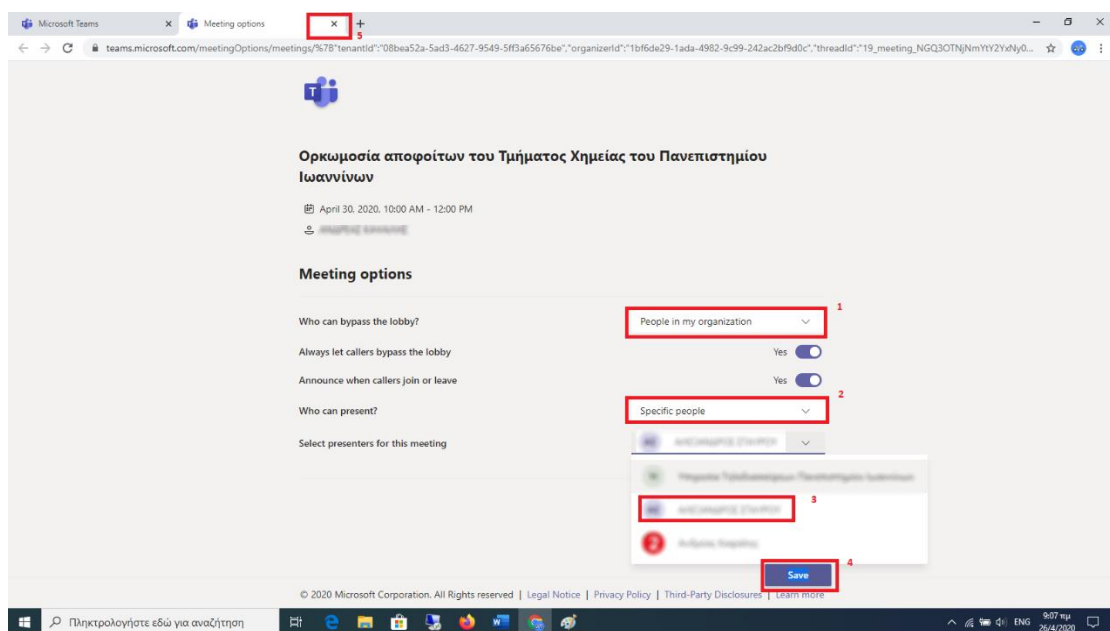 Microsoft Teams
Meeting options
5
teams.microsoft.com/meetingOptions/meetings/%7B"tenantId":"08bea52a-5ad3-4627-9549-5ff3a65676be","organizerId":"1bf6de29-1ada-4982-9c99-242ac2bf9d0c","threadId":"19_meeting_NGQ3OTNjNmYtY2YxNy0...
Ορκωμοσία αποφοίτων του Τμήματος Χημείας του Πανεπιστημίου
Ιωαννίνων
April 30, 2020, 10:00 AM - 12:00 PM
Meeting options
1
Who can bypass the lobby? People in my organization
Always let callers bypass the lobby Yes
Announce when callers join or leave Yes
2
Who can present? Specific people
Select presenters for this meeting
3
4
Save
© 2020 Microsoft Corporation. All Rights reserved | Legal Notice | Privacy Policy | Third-Party Disclosures | Learn more
Πληκτρολογήστε εδώ για αναζήτηση
ENG
9:07 πμ
26/4/2020